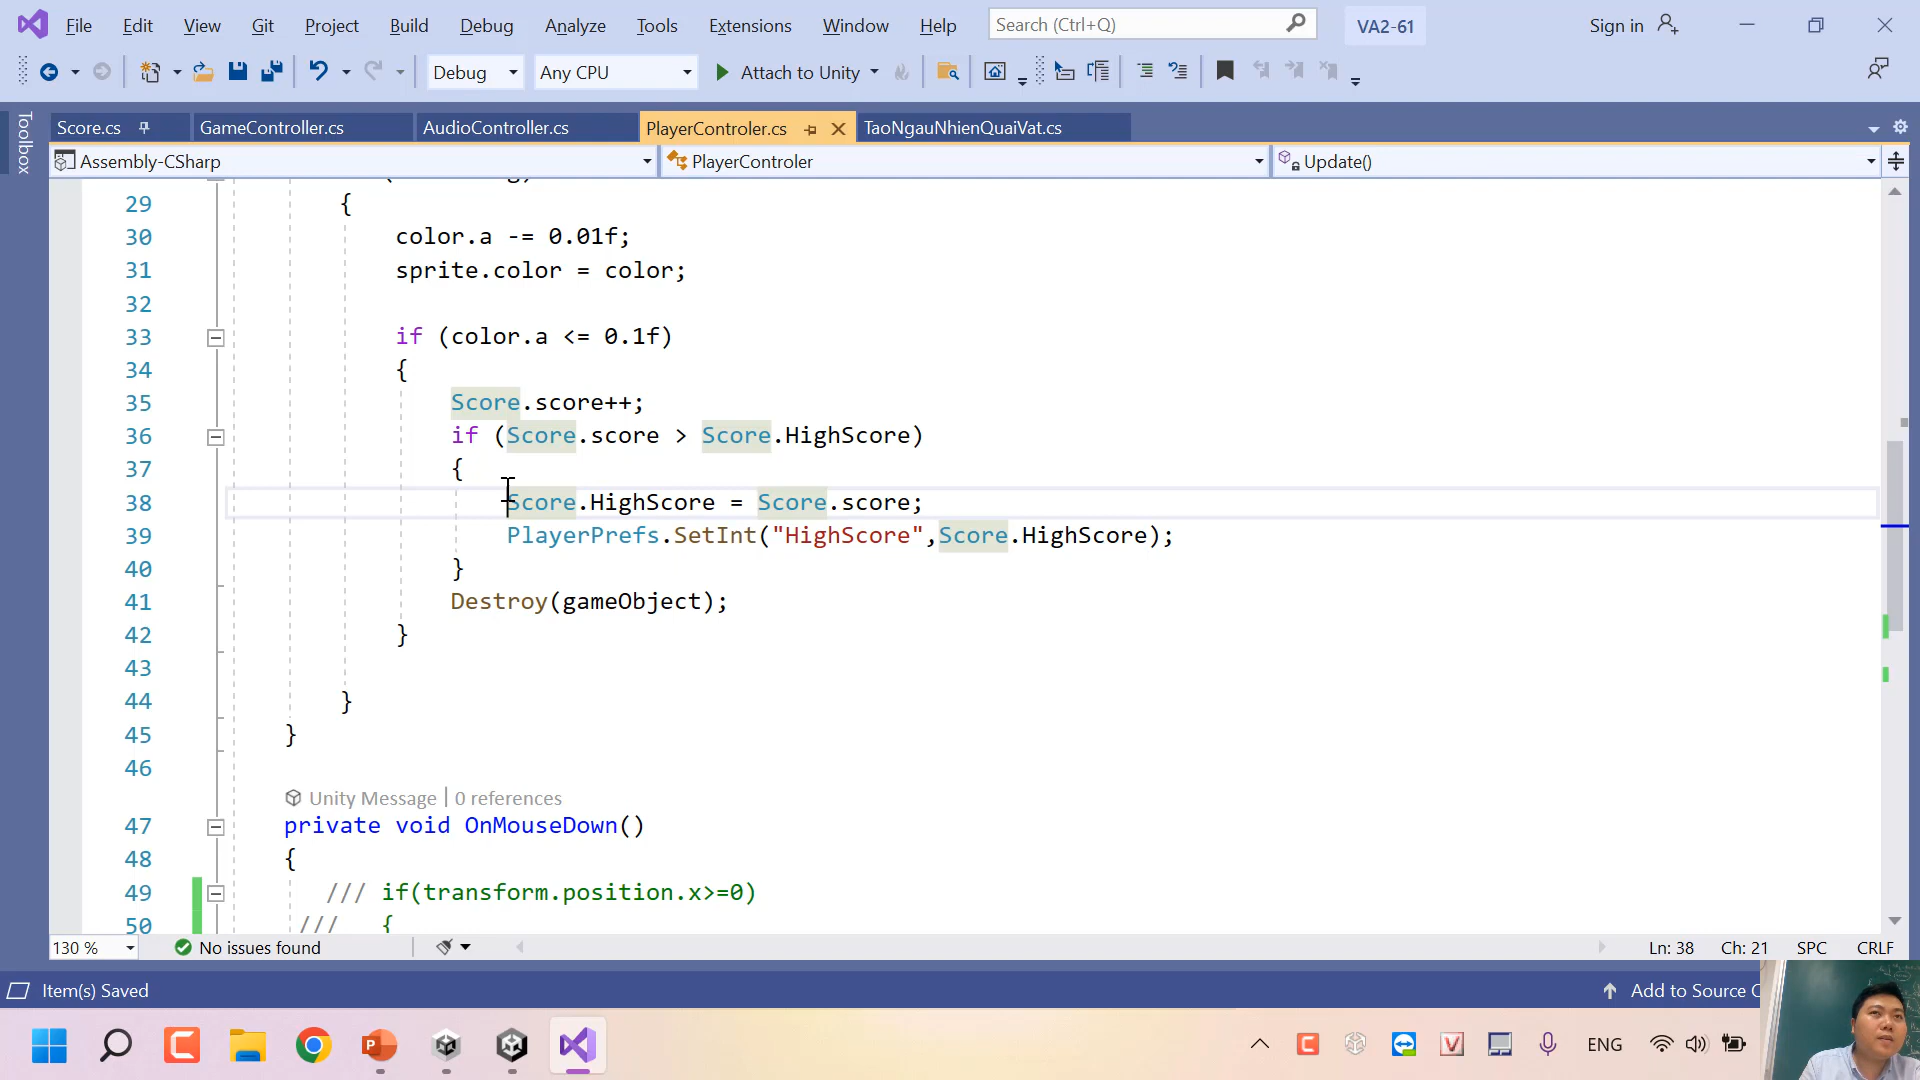 File Edit View Git Project Build Debug Analyze Tools Extensions Window Help Search (Ctrl+Q) VA2-61 Sign in
Debug Any CPU Attach to Unity
Toolbox
Score.cs GameController.cs AudioController.cs PlayerControler.cs TaoNgauNhienQuaiVat.cs
Assembly-CSharp PlayerControler Update()
29 {
30 color.a -= 0.01f;
31 sprite.color = color;
32
33 if (color.a <= 0.1f)
34 {
35 Score.score++;
36 if (Score.score > Score.HighScore)
37 {
38 Score.HighScore = Score.score;
39 PlayerPrefs.SetInt("HighScore",Score.HighScore);
40 }
41 Destroy(gameObject);
42 }
43
44 }
45 }
46
Unity Message | 0 references
47 private void OnMouseDown()
48 {
49 /// if(transform.position.x>=0)
50 /// {
130 % No issues found Ln: 38 Ch: 21 SPC CRLF
Item(s) Saved Add to Source C
ENG